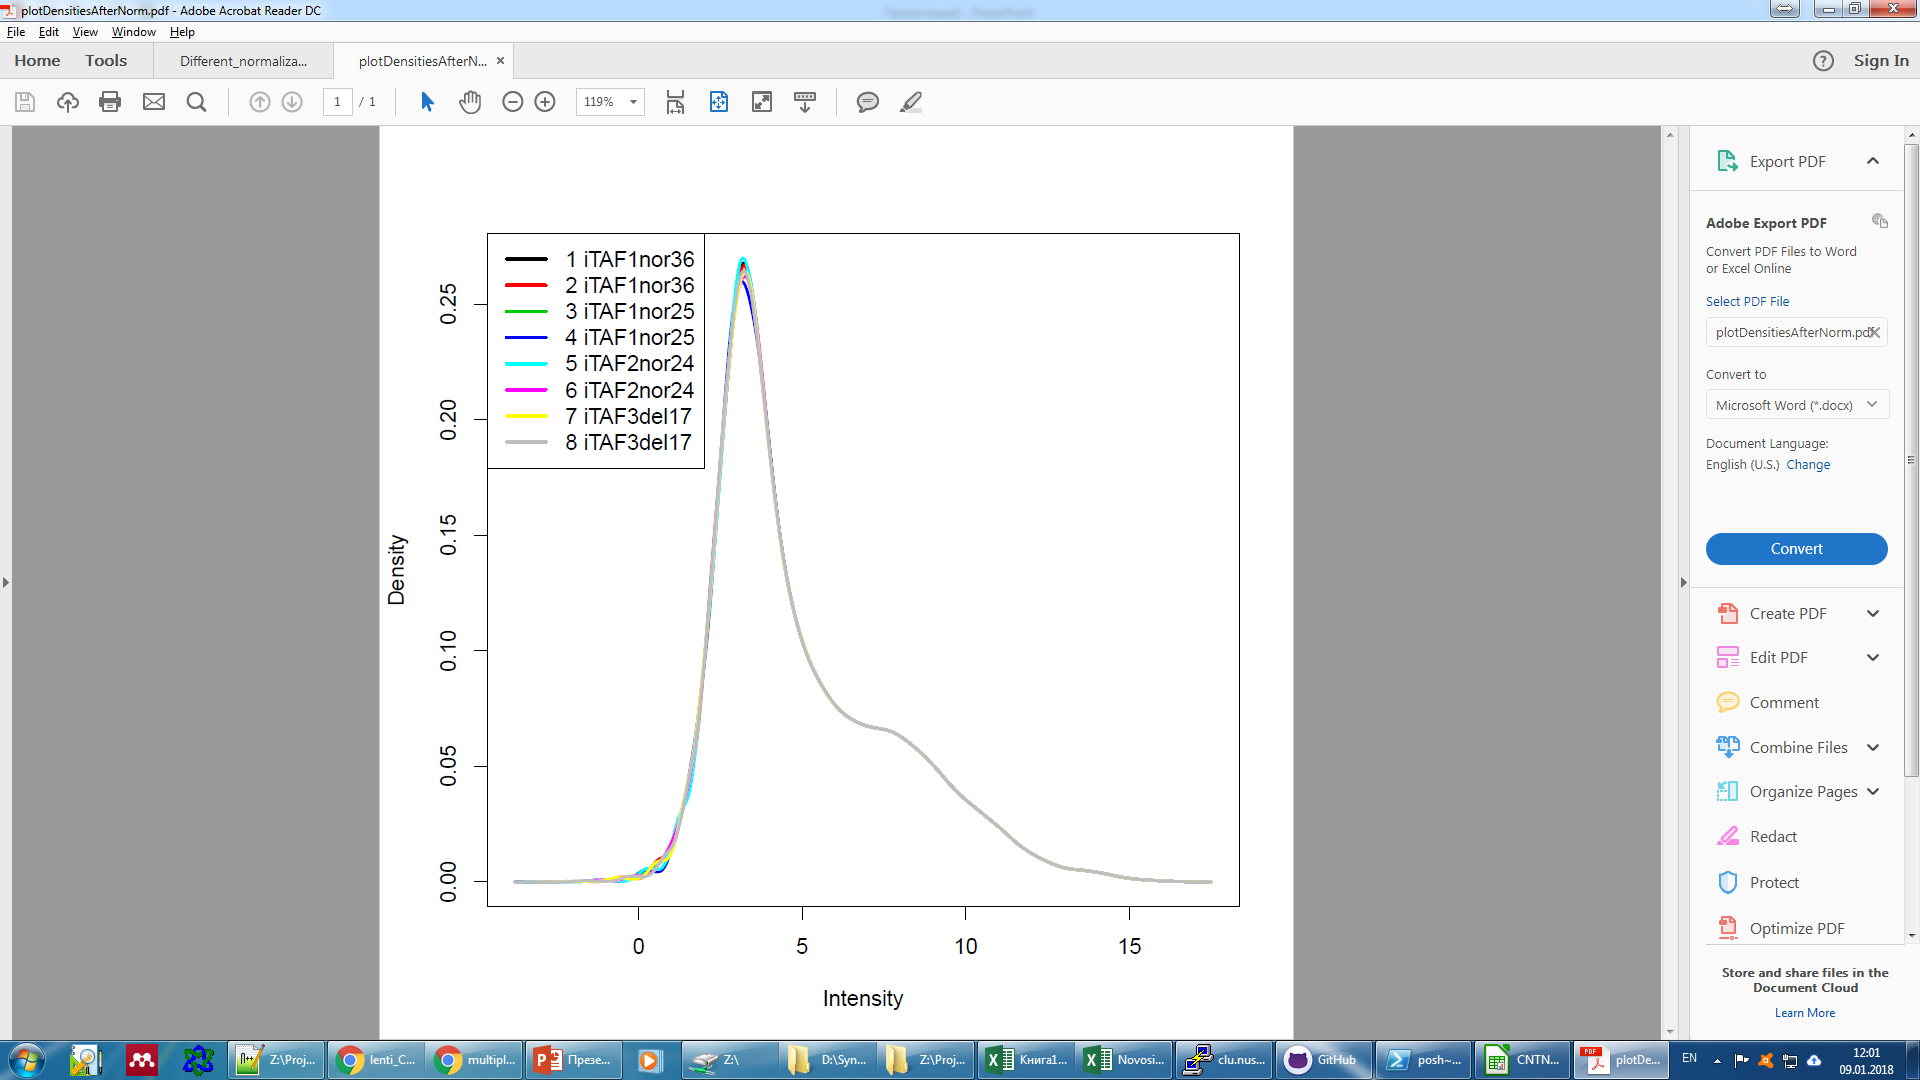 plotDensitiesAfterNorm.pdf - Adobe Acrobat Reader DC
File Edit View Window Help
Home Tools Different_normaliza... plotDensitiesAfterN... × Sign In
1 / 1 119%
1 iTAF1nor36
2 iTAF1nor36
3 iTAF1nor25
4 iTAF1nor25
5 iTAF2nor24
6 iTAF2nor24
7 iTAF3del17
8 iTAF3del17
Density
0.00 0.05 0.10 0.15 0.20 0.25
0 5 10 15
Intensity
Export PDF
Adobe Export PDF
Convert PDF Files to Word
or Excel Online
Select PDF File
plotDensitiesAfterNorm.pdf
Convert to
Microsoft Word (*.docx)
Document Language:
English (U.S.) Change
Convert
Create PDF
Edit PDF
Comment
Combine Files
Organize Pages
Redact
Protect
Optimize PDF
Store and share files in the
Document Cloud
Learn More
Z:\Proj... lenti_C... multipl... Презе... Z:\ D:\Syn... Z:\Proj... Книга1... Novosi... clu.nus... GitHub posh~... CNTN... plotDe... EN 12:01
09.01.2018